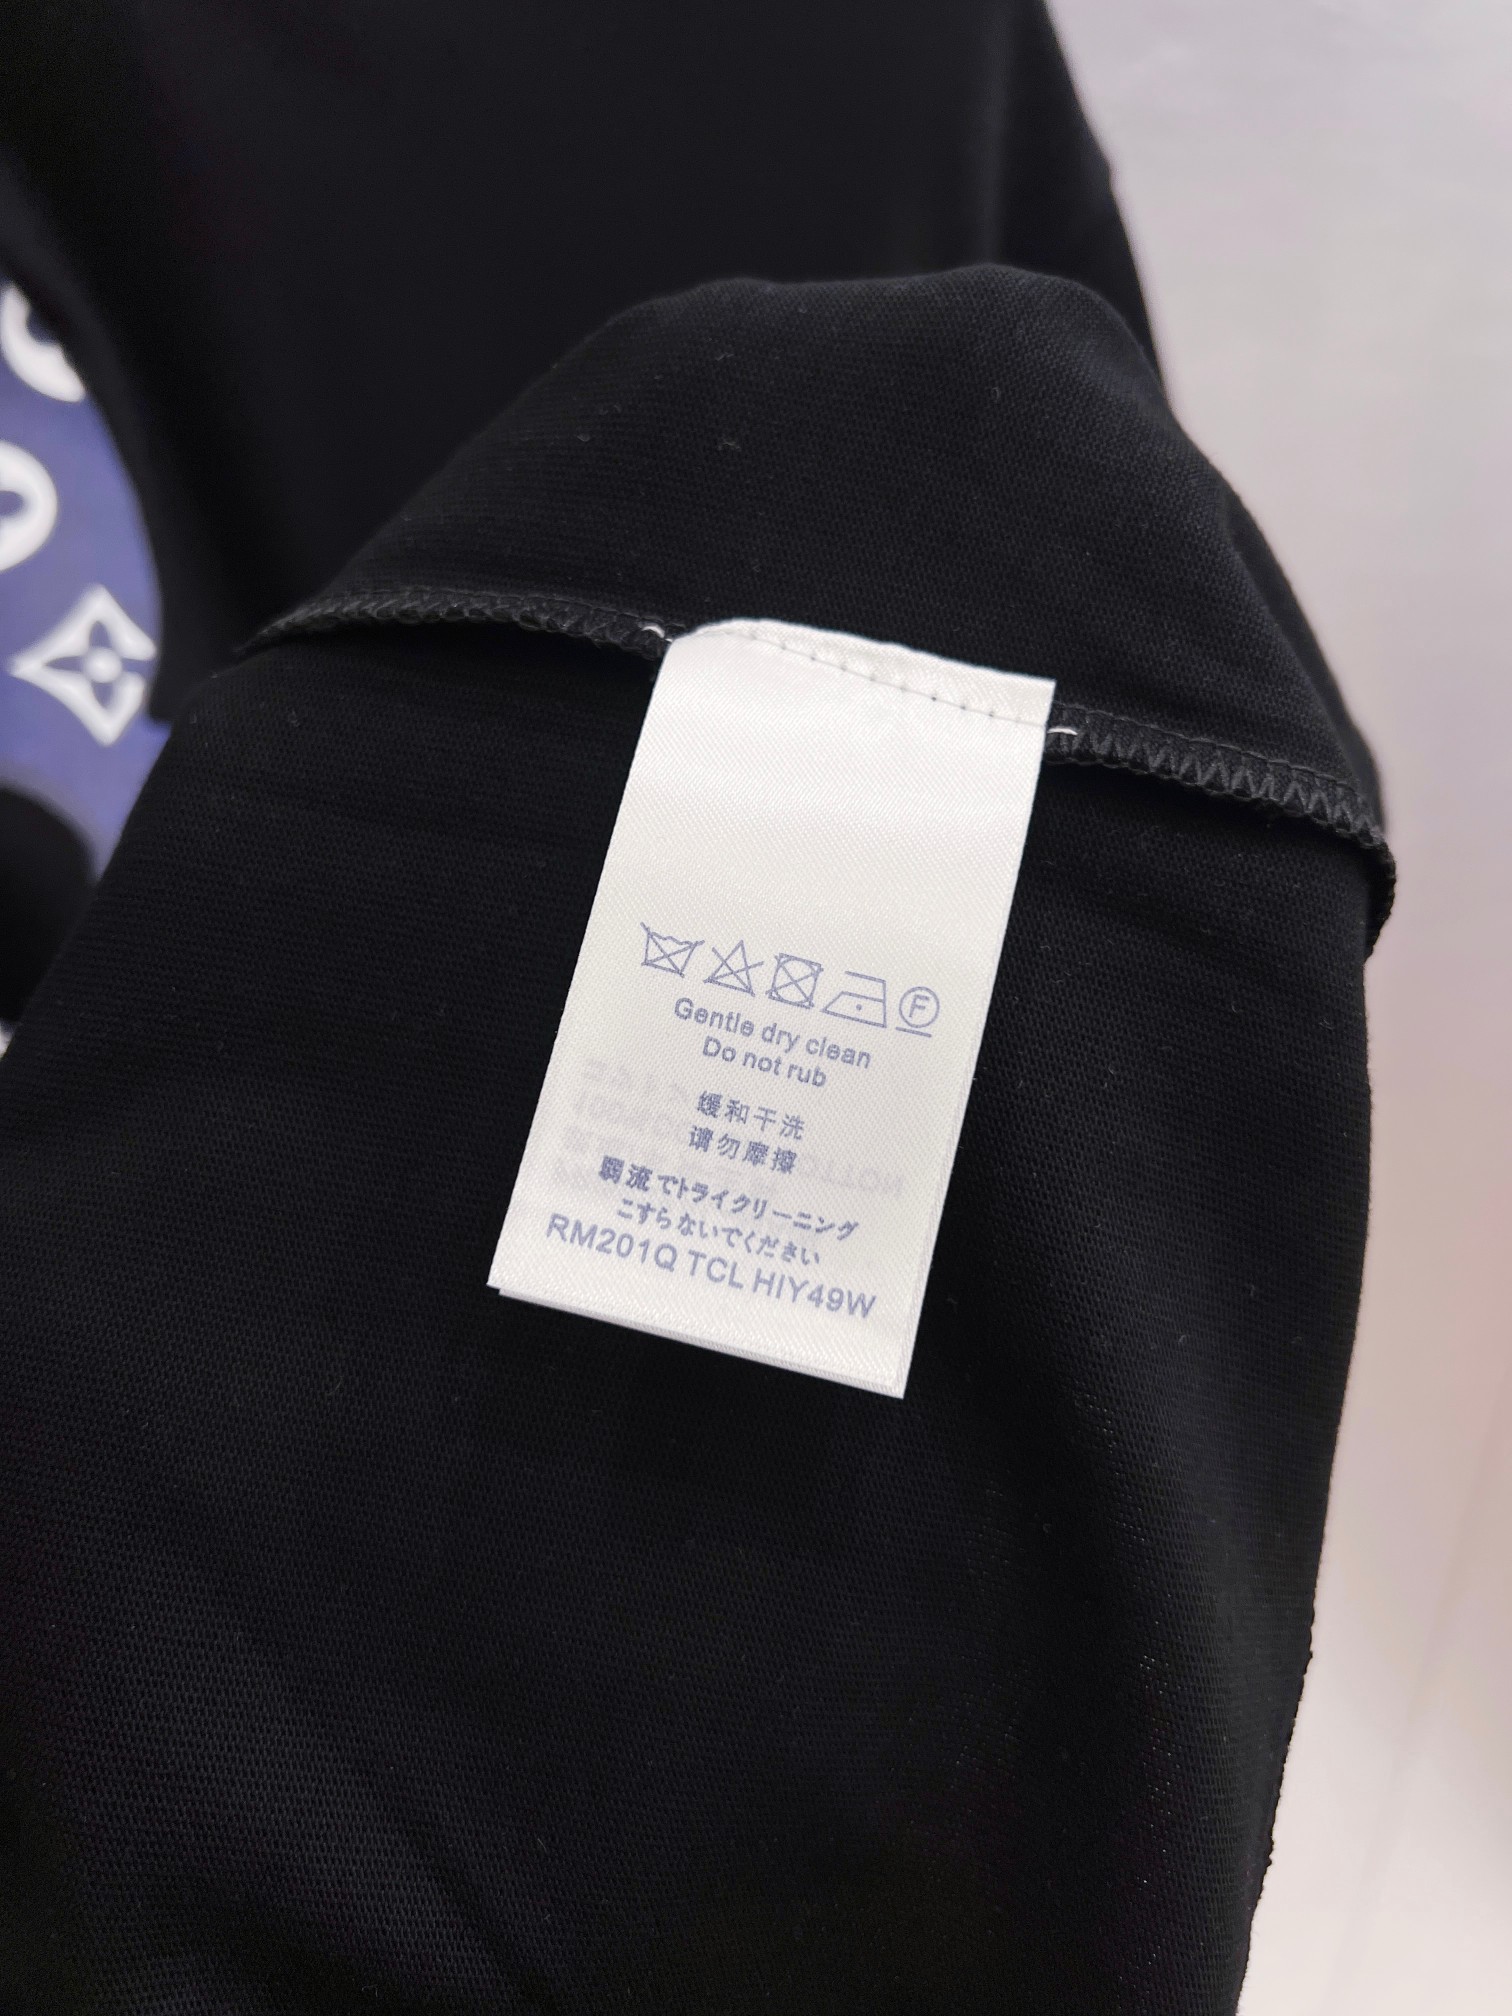 F
Gentle dry clean
Do not rub
缓和干洗
请勿摩擦
弱流でトライクリーニング
こすらないでください
RM201Q TCL HIY49W